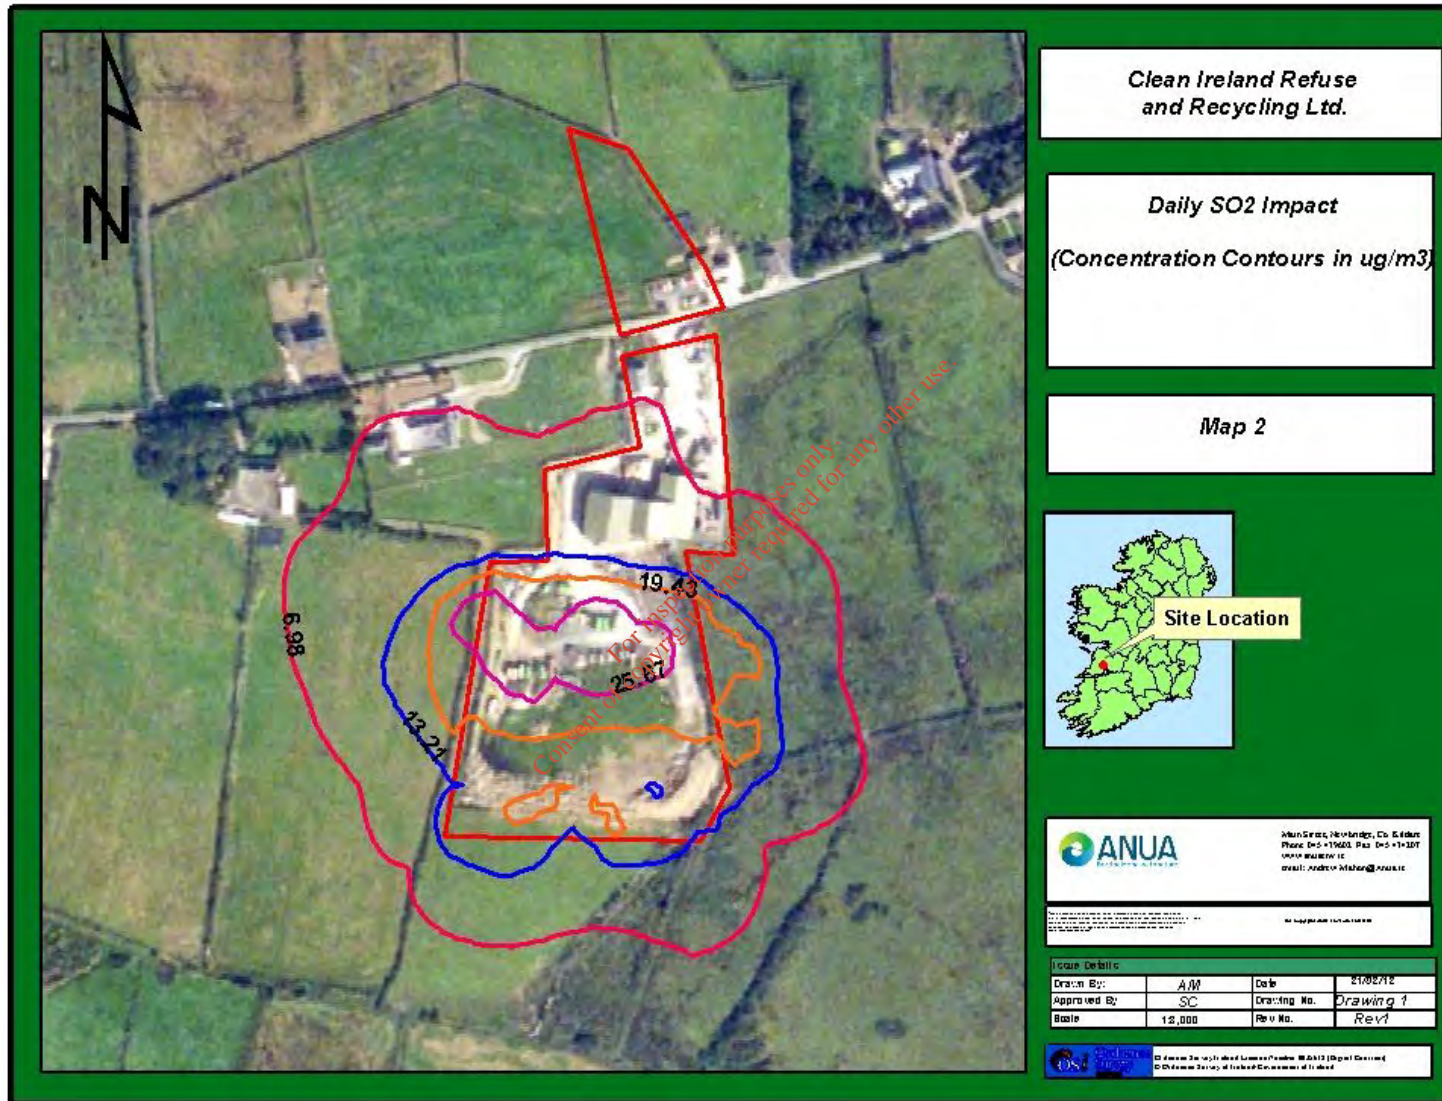 Clean Ireland Refuse
and Recycling Ltd.
Daily SO2 Impact
(Concentration Contours in ug/m3)
Map 2
N
6.98
13.21
19.43
25.67
For inspection purposes only.
Consent of copyright owner required for any other use.
Site Location
ANUA
Issue Details
Drawn By: AM Date 21/02/12
Approved By SC Drawing No. Drawing 1
Scale Rev No. Rev1
OSi Ordnance Survey